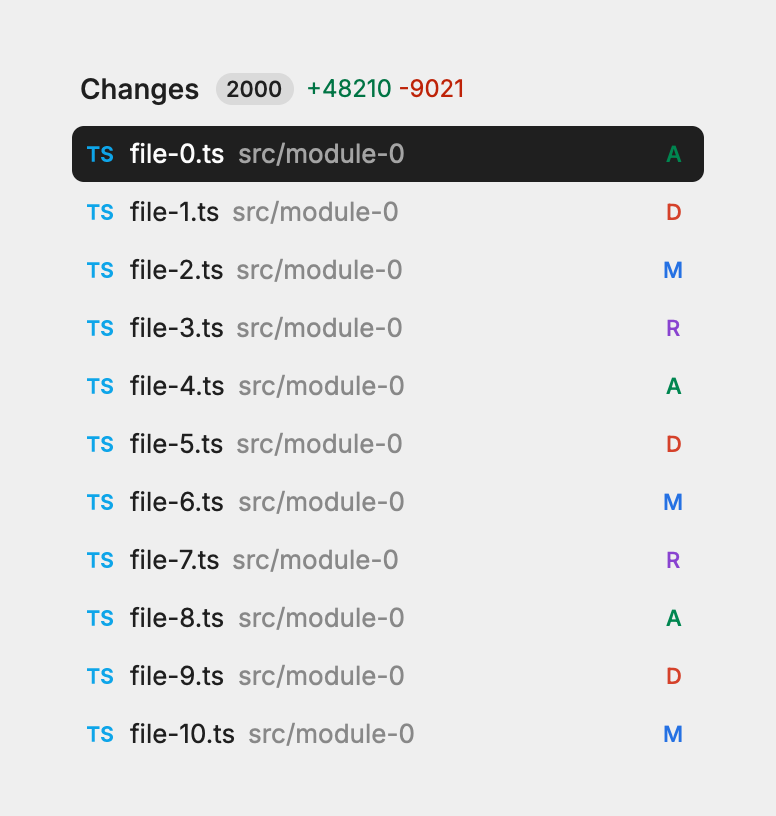 Changes 2000 +48210 -9021
TS file-0.ts src/module-0 A
TS file-1.ts src/module-0 D
TS file-2.ts src/module-0 M
TS file-3.ts src/module-0 R
TS file-4.ts src/module-0 A
TS file-5.ts src/module-0 D
TS file-6.ts src/module-0 M
TS file-7.ts src/module-0 R
TS file-8.ts src/module-0 A
TS file-9.ts src/module-0 D
TS file-10.ts src/module-0 M